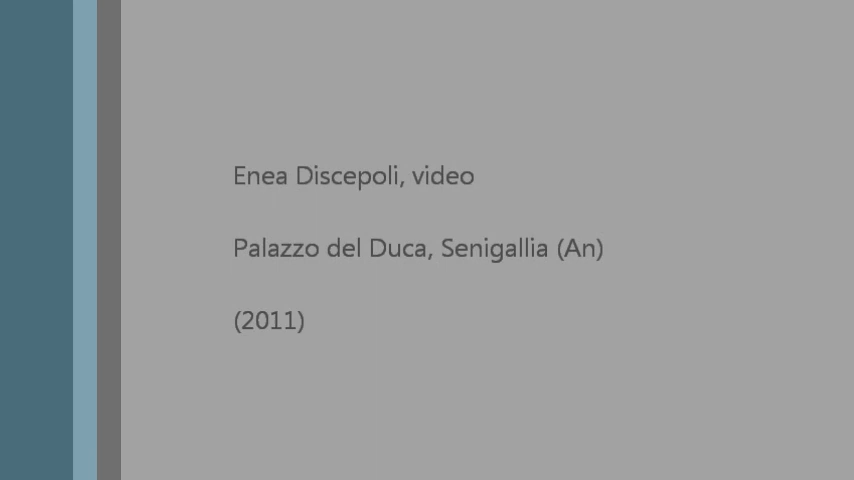 Enea Discepoli, video
Palazzo del Duca, Senigallia (An)
(2011)